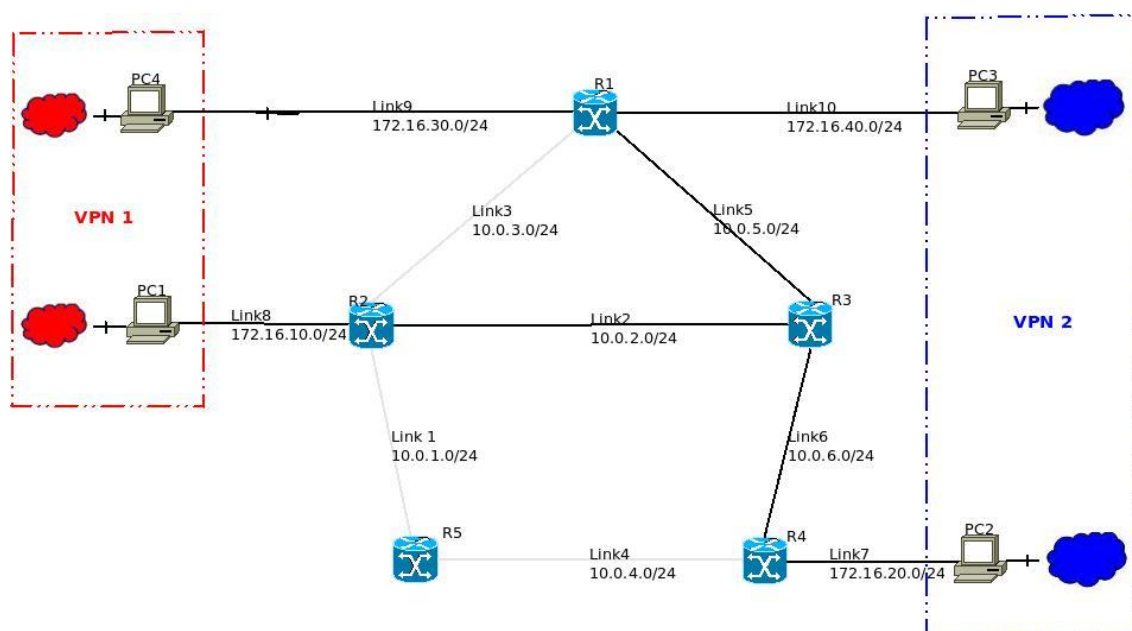 PC4
R1
PC3
Link9
172.16.30.0/24
Link10
172.16.40.0/24
VPN 1
Link3
10.0.3.0/24
Link5
10.0.5.0/24
PC1
R2
R3
Link8
172.16.10.0/24
Link2
10.0.2.0/24
VPN 2
Link 1
10.0.1.0/24
Link6
10.0.6.0/24
R5
R4
PC2
Link4
10.0.4.0/24
Link7
172.16.20.0/24